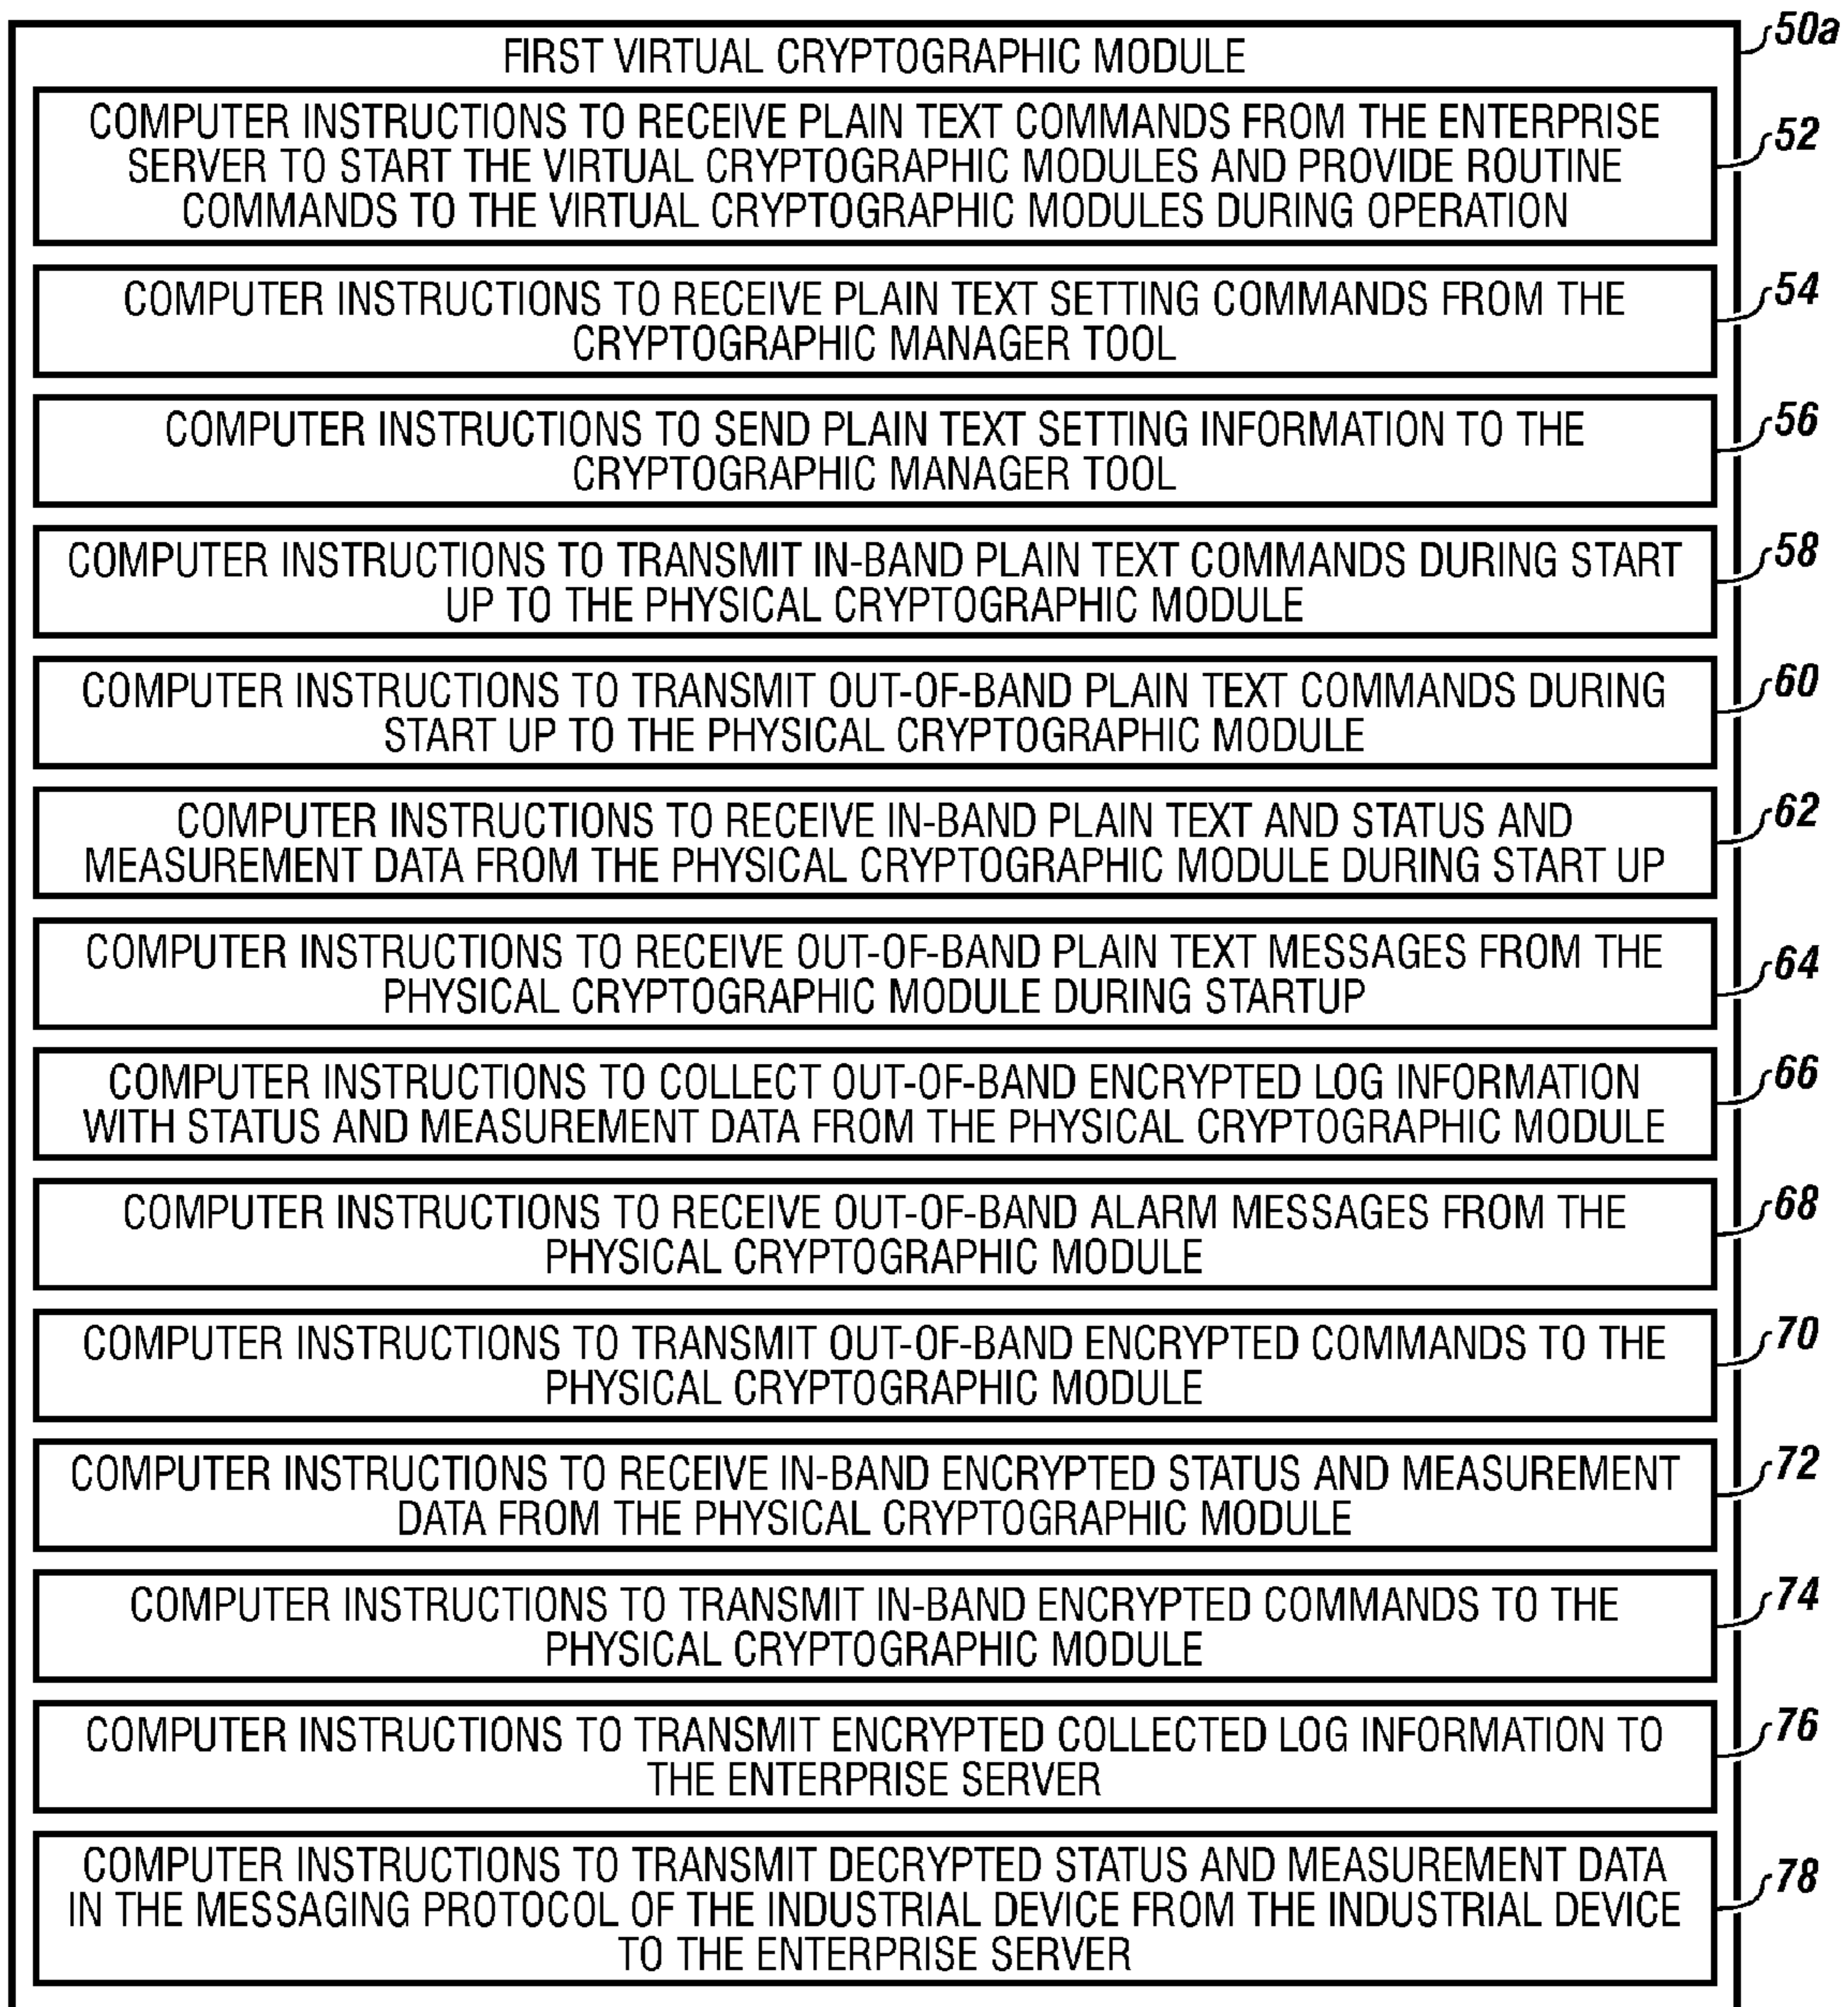 50a
FIRST VIRTUAL CRYPTOGRAPHIC MODULE
COMPUTER INSTRUCTIONS TO RECEIVE PLAIN TEXT COMMANDS FROM THE ENTERPRISE
SERVER TO START THE VIRTUAL CRYPTOGRAPHIC MODULES AND PROVIDE ROUTINE
COMMANDS TO THE VIRTUAL CRYPTOGRAPHIC MODULES DURING OPERATION
52
COMPUTER INSTRUCTIONS TO RECEIVE PLAIN TEXT SETTING COMMANDS FROM THE
CRYPTOGRAPHIC MANAGER TOOL
54
COMPUTER INSTRUCTIONS TO SEND PLAIN TEXT SETTING INFORMATION TO THE
CRYPTOGRAPHIC MANAGER TOOL
56
COMPUTER INSTRUCTIONS TO TRANSMIT IN-BAND PLAIN TEXT COMMANDS DURING START
UP TO THE PHYSICAL CRYPTOGRAPHIC MODULE
58
COMPUTER INSTRUCTIONS TO TRANSMIT OUT-OF-BAND PLAIN TEXT COMMANDS DURING
START UP TO THE PHYSICAL CRYPTOGRAPHIC MODULE
60
COMPUTER INSTRUCTIONS TO RECEIVE IN-BAND PLAIN TEXT AND STATUS AND
MEASUREMENT DATA FROM THE PHYSICAL CRYPTOGRAPHIC MODULE DURING START UP
62
COMPUTER INSTRUCTIONS TO RECEIVE OUT-OF-BAND PLAIN TEXT MESSAGES FROM THE
PHYSICAL CRYPTOGRAPHIC MODULE DURING STARTUP
64
COMPUTER INSTRUCTIONS TO COLLECT OUT-OF-BAND ENCRYPTED LOG INFORMATION
WITH STATUS AND MEASUREMENT DATA FROM THE PHYSICAL CRYPTOGRAPHIC MODULE
66
COMPUTER INSTRUCTIONS TO RECEIVE OUT-OF-BAND ALARM MESSAGES FROM THE
PHYSICAL CRYPTOGRAPHIC MODULE
68
COMPUTER INSTRUCTIONS TO TRANSMIT OUT-OF-BAND ENCRYPTED COMMANDS TO THE
PHYSICAL CRYPTOGRAPHIC MODULE
70
COMPUTER INSTRUCTIONS TO RECEIVE IN-BAND ENCRYPTED STATUS AND MEASUREMENT
DATA FROM THE PHYSICAL CRYPTOGRAPHIC MODULE
72
COMPUTER INSTRUCTIONS TO TRANSMIT IN-BAND ENCRYPTED COMMANDS TO THE
PHYSICAL CRYPTOGRAPHIC MODULE
74
COMPUTER INSTRUCTIONS TO TRANSMIT ENCRYPTED COLLECTED LOG INFORMATION TO
THE ENTERPRISE SERVER
76
COMPUTER INSTRUCTIONS TO TRANSMIT DECRYPTED STATUS AND MEASUREMENT DATA
IN THE MESSAGING PROTOCOL OF THE INDUSTRIAL DEVICE FROM THE INDUSTRIAL DEVICE
TO THE ENTERPRISE SERVER
78